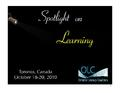 Spotlight on
Learning
Toronto, Canada
October 18-20, 2010
OLC